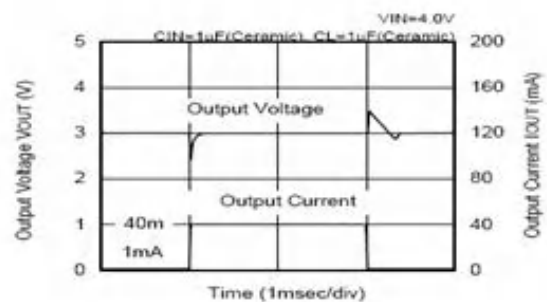 VIN=4.0V
CIN=1uF(Ceramic), CL=1uF(Ceramic)
5 200
4 160
Output Voltage
3 120
2 80
Output Current
1 40m 40
1mA
0 0
Output Voltage VOUT (V)
Output Current IOUT (mA)
Time (1msec/div)